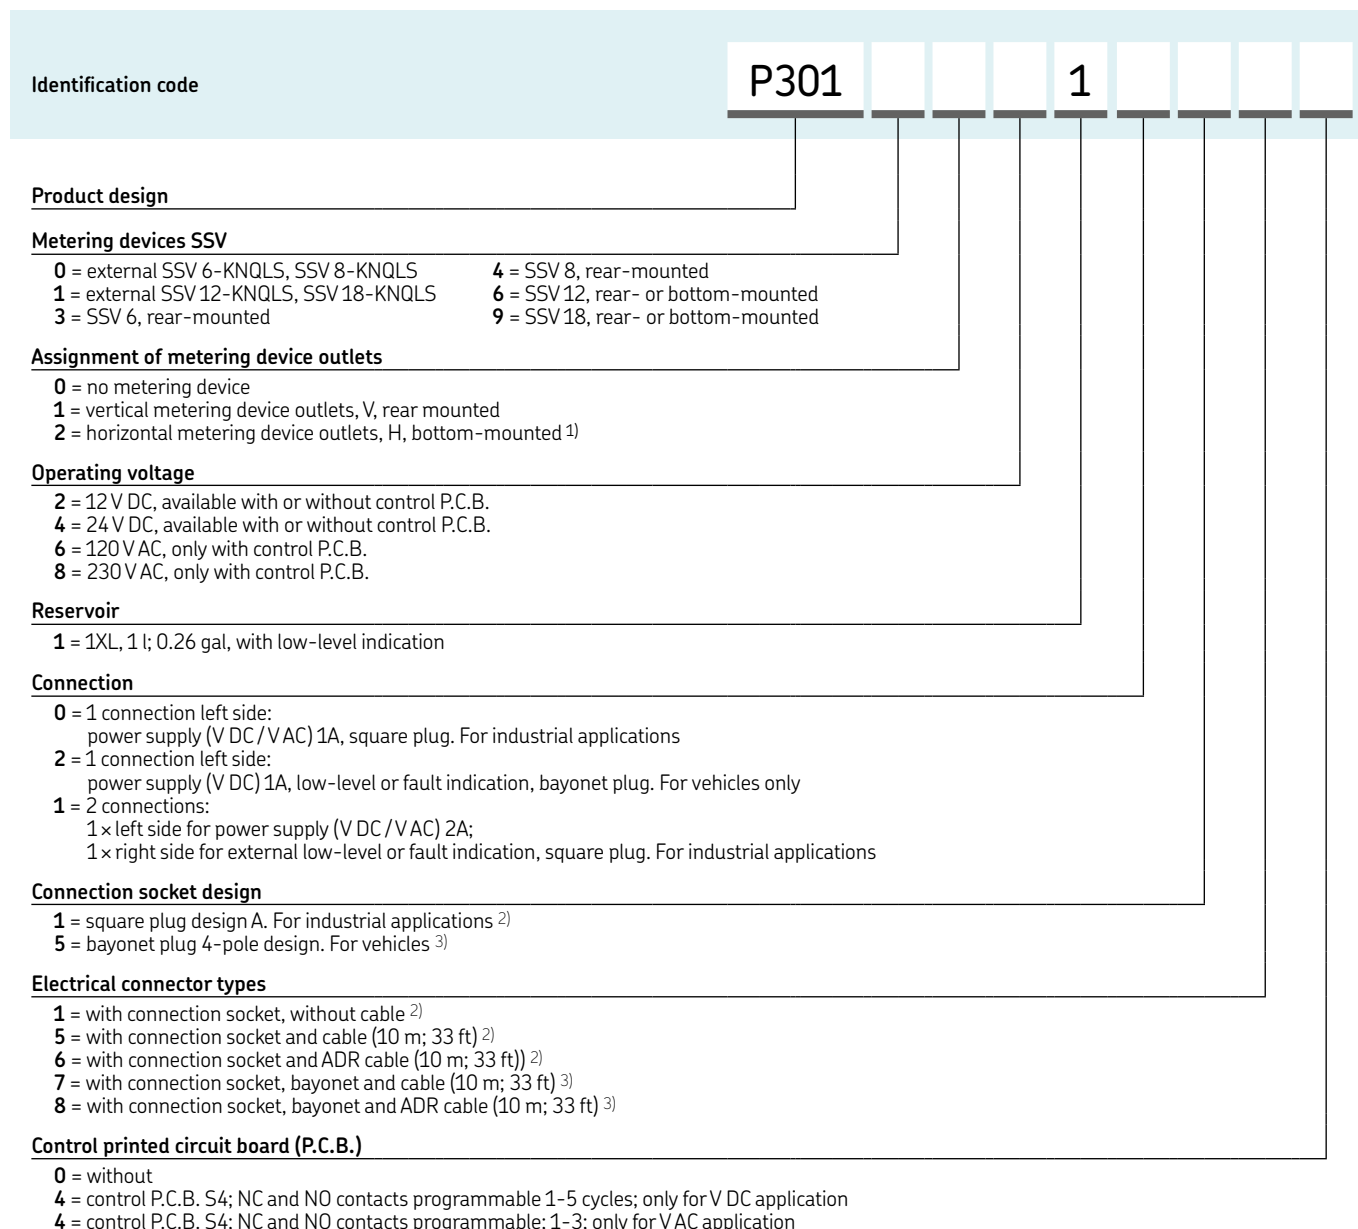 Identification code
P301 1
Product design
Metering devices SSV
0 = external SSV 6-KNQLS, SSV 8-KNQLS
1 = external SSV 12-KNQLS, SSV 18-KNQLS
3 = SSV 6, rear-mounted
4 = SSV 8, rear-mounted
6 = SSV 12, rear- or bottom-mounted
9 = SSV 18, rear- or bottom-mounted
Assignment of metering device outlets
0 = no metering device
1 = vertical metering device outlets, V, rear mounted
2 = horizontal metering device outlets, H, bottom-mounted 1)
Operating voltage
2 = 12 V DC, available with or without control P.C.B.
4 = 24 V DC, available with or without control P.C.B.
6 = 120 V AC, only with control P.C.B.
8 = 230 V AC, only with control P.C.B.
Reservoir
1 = 1XL, 1 l; 0.26 gal, with low-level indication
Connection
0 = 1 connection left side:
power supply (V DC / V AC) 1A, square plug. For industrial applications
2 = 1 connection left side:
power supply (V DC) 1A, low-level or fault indication, bayonet plug. For vehicles only
1 = 2 connections:
1 × left side for power supply (V DC / V AC) 2A;
1 × right side for external low-level or fault indication, square plug. For industrial applications
Connection socket design
1 = square plug design A. For industrial applications 2)
5 = bayonet plug 4-pole design. For vehicles 3)
Electrical connector types
1 = with connection socket, without cable 2)
5 = with connection socket and cable (10 m; 33 ft) 2)
6 = with connection socket and ADR cable (10 m; 33 ft)) 2)
7 = with connection socket, bayonet and cable (10 m; 33 ft) 3)
8 = with connection socket, bayonet and ADR cable (10 m; 33 ft) 3)
Control printed circuit board (P.C.B.)
0 = without
4 = control P.C.B. S4; NC and NO contacts programmable 1-5 cycles; only for V DC application
4 = control P.C.B. S4; NC and NO contacts programmable; 1-3; only for V AC application